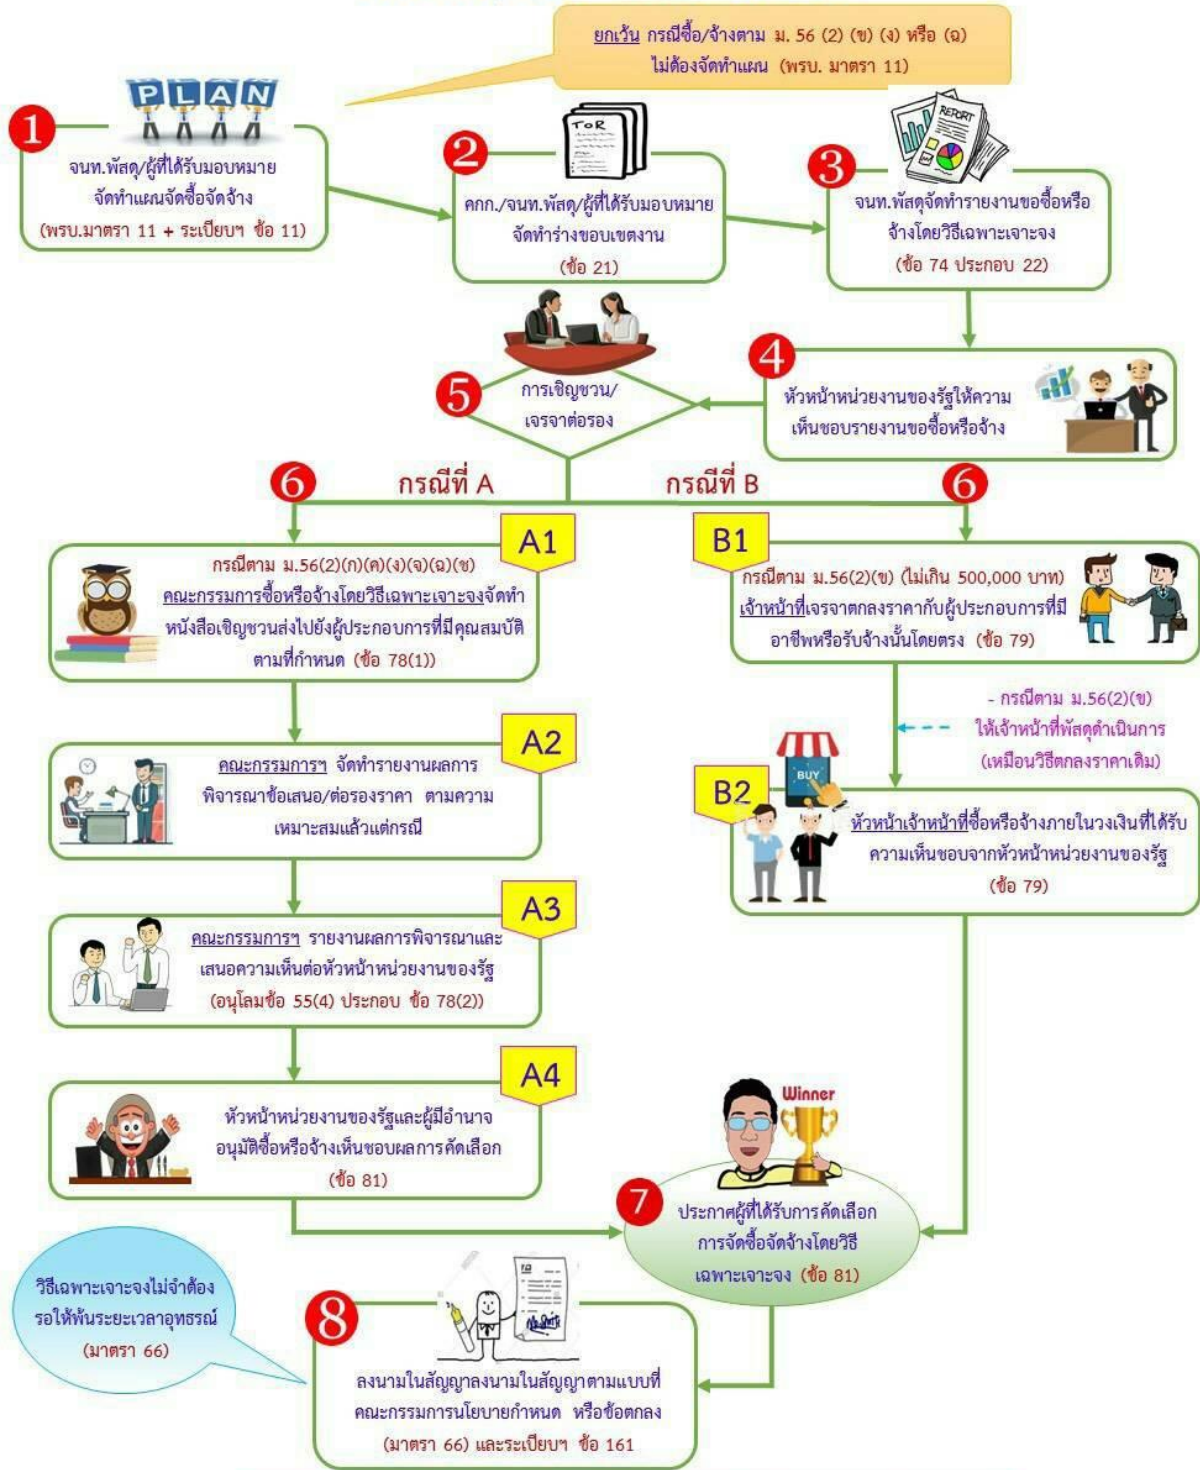 ยกเว้น กรณีซื้อ/จ้างตาม ม. 56 (2) (ข) (ง) หรือ (ฉ)
ไม่ต้องจัดทำแผน (พรบ. มาตรา 11)
PLAN
1
จนท.พัสดุ/ผู้ที่ได้รับมอบหมาย
จัดทำแผนจัดซื้อจัดจ้าง
(พรบ.มาตรา 11 + ระเบียบฯ ข้อ 11)
TOR
2
คกก./จนท.พัสดุ/ผู้ที่ได้รับมอบหมาย
จัดทำร่างขอบเขตงาน
(ข้อ 21)
REPORT
3
จนท.พัสดุจัดทำรายงานขอซื้อหรือ
จ้างโดยวิธีเฉพาะเจาะจง
(ข้อ 74 ประกอบ 22)
4
หัวหน้าหน่วยงานของรัฐให้ความ
เห็นชอบรายงานขอซื้อหรือจ้าง
5
การเชิญชวน/
เจรจาต่อรอง
6
กรณีที่ A
กรณีที่ B
6
A1
กรณีตาม ม.56(2)(ก)(ค)(ง)(จ)(ฉ)(ช)
คณะกรรมการซื้อหรือจ้างโดยวิธีเฉพาะเจาะจงจัดทำ
หนังสือเชิญชวนส่งไปยังผู้ประกอบการที่มีคุณสมบัติ
ตามที่กำหนด (ข้อ 78(1))
A2
คณะกรรมการฯ จัดทำรายงานผลการ
พิจารณาข้อเสนอ/ต่อรองราคา ตามความ
เหมาะสมแล้วแต่กรณี
A3
คณะกรรมการฯ รายงานผลการพิจารณาและ
เสนอความเห็นต่อหัวหน้าหน่วยงานของรัฐ
(อนุโลมข้อ 55(4) ประกอบ ข้อ 78(2))
A4
หัวหน้าหน่วยงานของรัฐและผู้มีอำนาจ
อนุมัติซื้อหรือจ้างเห็นชอบผลการคัดเลือก
(ข้อ 81)
B1
กรณีตาม ม.56(2)(ข) (ไม่เกิน 500,000 บาท)
เจ้าหน้าที่เจรจาตกลงราคากับผู้ประกอบการที่มี
อาชีพหรือรับจ้างนั้นโดยตรง (ข้อ 79)
- กรณีตาม ม.56(2)(ข)
ให้เจ้าหน้าที่พัสดุดำเนินการ
(เหมือนวิธีตกลงราคาเดิม)
BUY
B2
หัวหน้าเจ้าหน้าที่ซื้อหรือจ้างภายในวงเงินที่ได้รับ
ความเห็นชอบจากหัวหน้าหน่วยงานของรัฐ
(ข้อ 79)
Winner
7
ประกาศผู้ที่ได้รับการคัดเลือก
การจัดซื้อจัดจ้างโดยวิธี
เฉพาะเจาะจง (ข้อ 81)
วิธีเฉพาะเจาะจงไม่จำต้อง
รอให้พ้นระยะเวลาอุทธรณ์
(มาตรา 66)
8
ลงนามในสัญญาลงนามในสัญญาตามแบบที่
คณะกรรมการนโยบายกำหนด หรือข้อตกลง
(มาตรา 66) และระเบียบฯ ข้อ 161